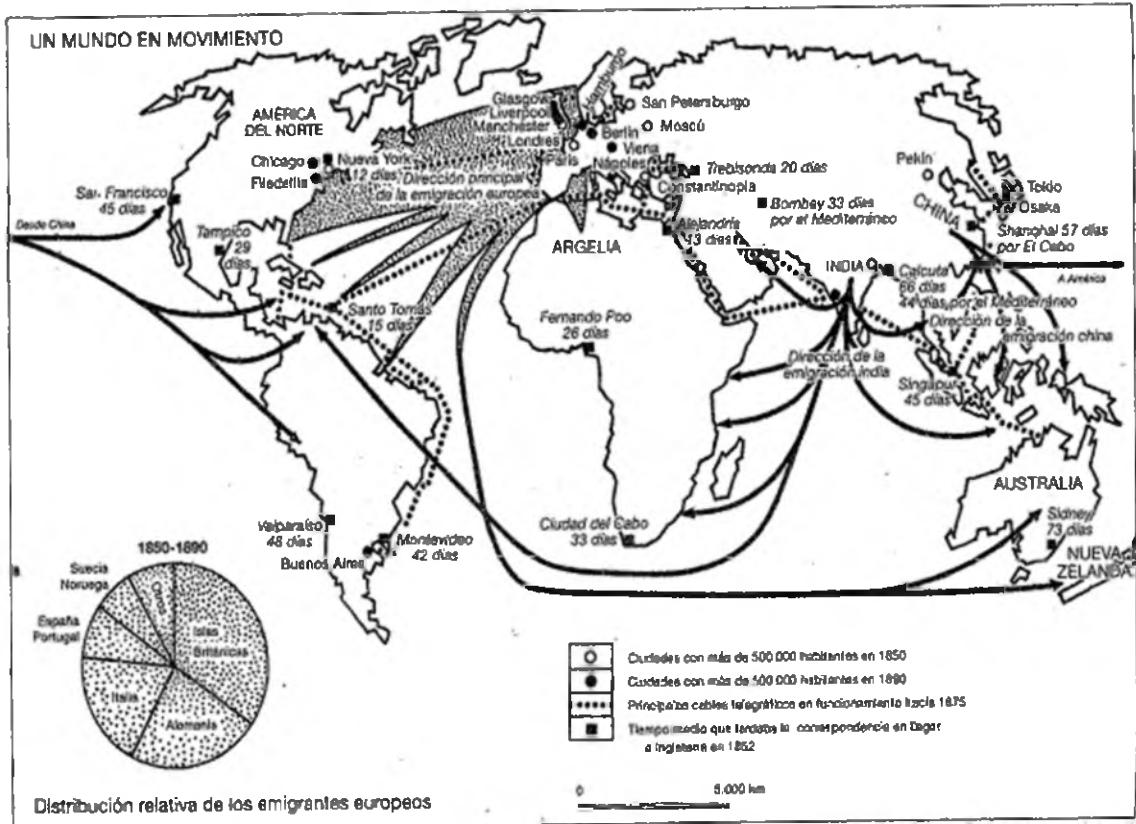 UN MUNDO EN MOVIMIENTO
AMÉRICA
DEL NORTE
Chicago
Filadelfia
Nueva York
12 días
San Francisco
45 días
Desde China
Tampico
29
días
Dirección principal
de la emigración europea
Glasgow
Liverpool
Manchester
Londres
París
Hamburgo
Berlín
Viena
Nápoles
San Petersburgo
Moscú
Constantinopla
Trebisonda 20 días
Bombay 33 días
por el Mediterráneo
Alejandría
13 días
ARGELIA
Pekín
CHINA
Tokio
Osaka
Shanghai 57 días
por El Cabo
A América
INDIA
Calcuta
66 días
44 días por el Mediterráneo
Dirección de la
emigración china
Santo Tomás
15 días
Fernando Poo
26 días
Dirección de la
emigración india
Singapur
45 días
AUSTRALIA
Sidney
73 días
NUEVA
ZELANDA
Ciudad del Cabo
33 días
Valparaíso
48 días
Buenos Aires
Montevideo
42 días
1850-1890
Suecia
Noruega
España
Portugal
Italia
Alemania
Islas
Británicas
Ciudades con más de 500 000 habitantes en 1850
Ciudades con más de 500 000 habitantes en 1890
Principales cables telegráficos en funcionamiento hacia 1875
Tiempo medio que tardaba la correspondencia en llegar
a Inglaterra en 1852
0
5.000 km
Distribución relativa de los emigrantes europeos